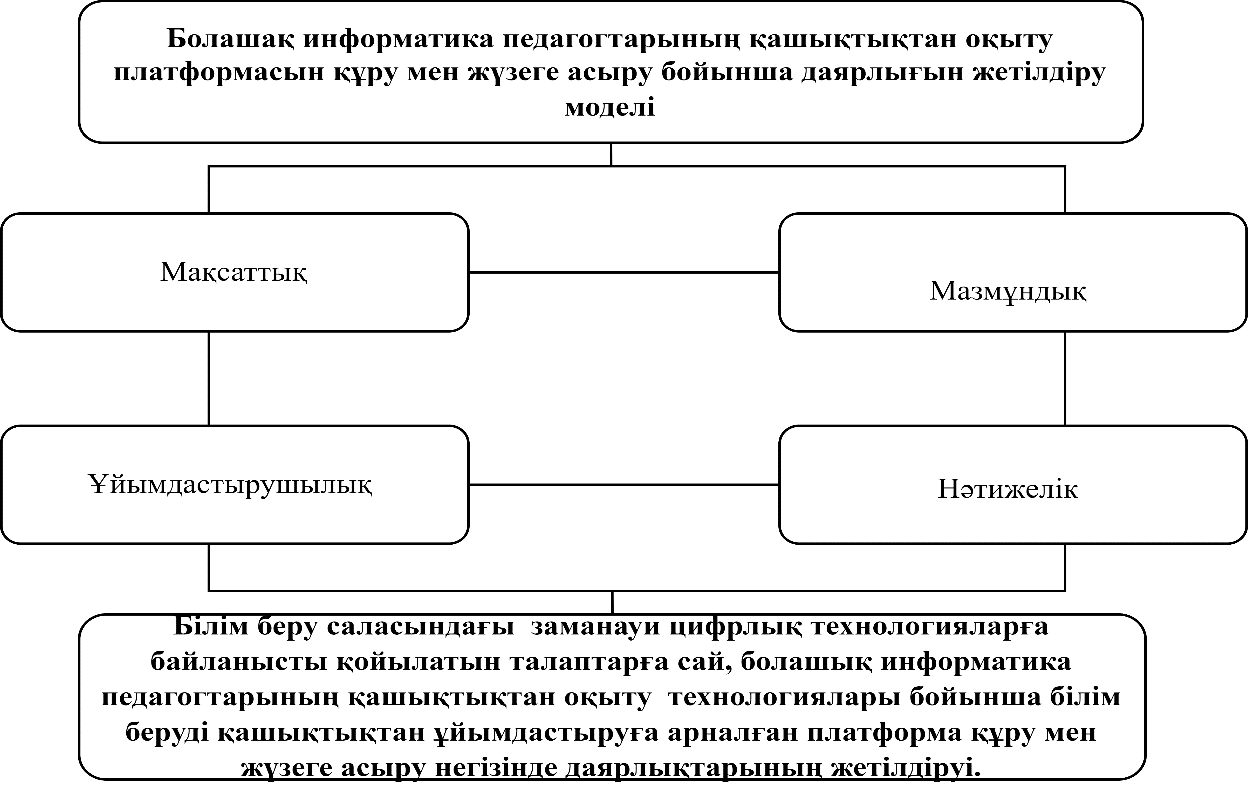 Болашақ информатика педагогтарының қашықтықтан оқыту
платформасын құру мен жүзеге асыру бойынша даярлығын жетілдіру
моделі
Мақсаттық
Мазмұндық
Ұйымдастырушылық
Нәтижелік
Білім беру саласындағы заманауи цифрлық технологияларға
байланысты қойылатын талаптарға сай, болашық информатика
педагогтарының қашықтықтан оқыту технологиялары бойынша білім
беруді қашықтықтан ұйымдастыруға арналған платформа құру мен
жүзеге асыру негізінде даярлықтарының жетілдіруі.